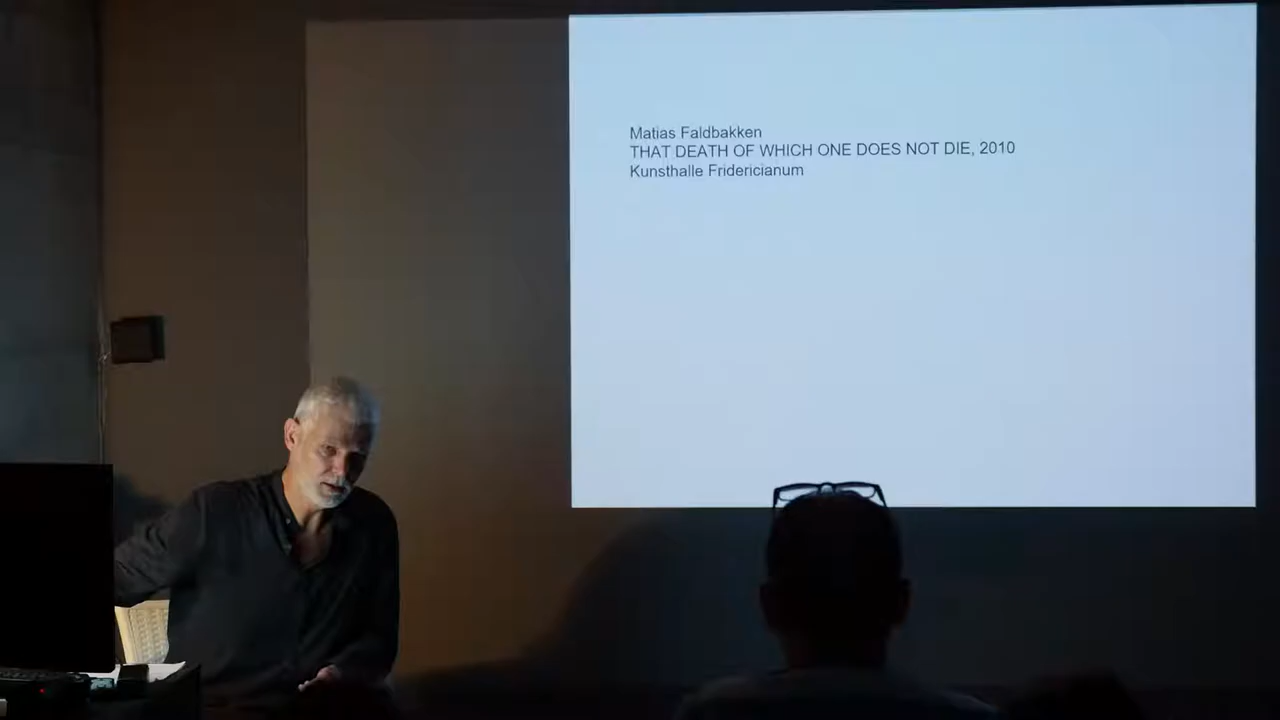 Matias Faldbakken
THAT DEATH OF WHICH ONE DOES NOT DIE, 2010
Kunsthalle Fridericianum